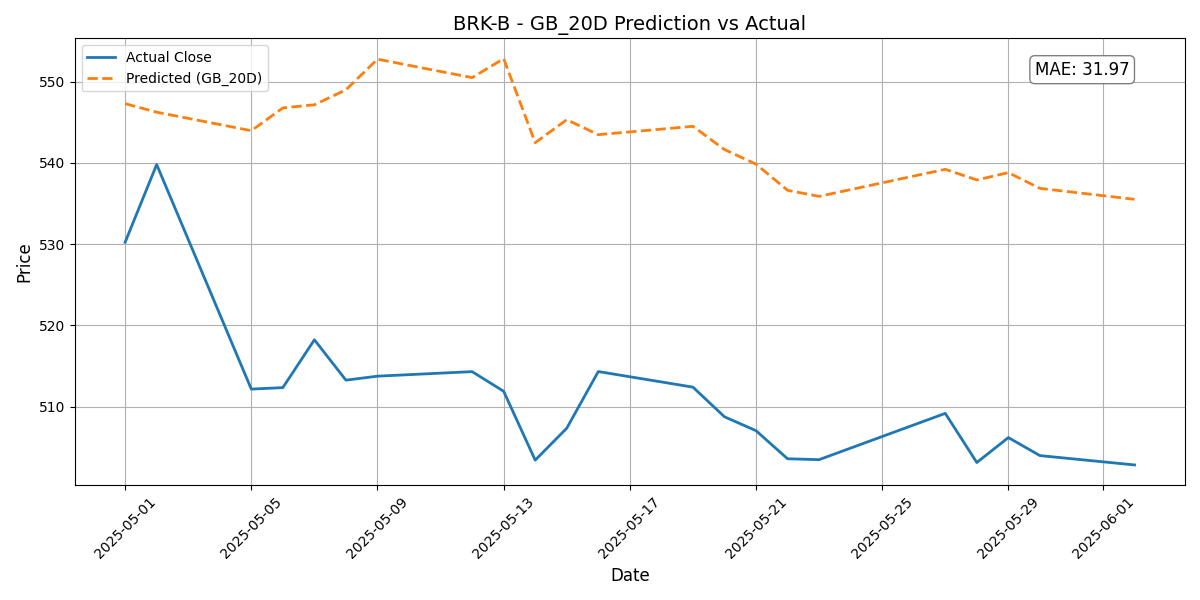 BRK-B - GB_20D Prediction vs Actual
Actual Close
Predicted (GB_20D)
MAE: 31.97
Price
550
540
530
520
510
2025-05-01
2025-05-05
2025-05-09
2025-05-13
2025-05-17
2025-05-21
2025-05-25
2025-05-29
2025-06-01
Date